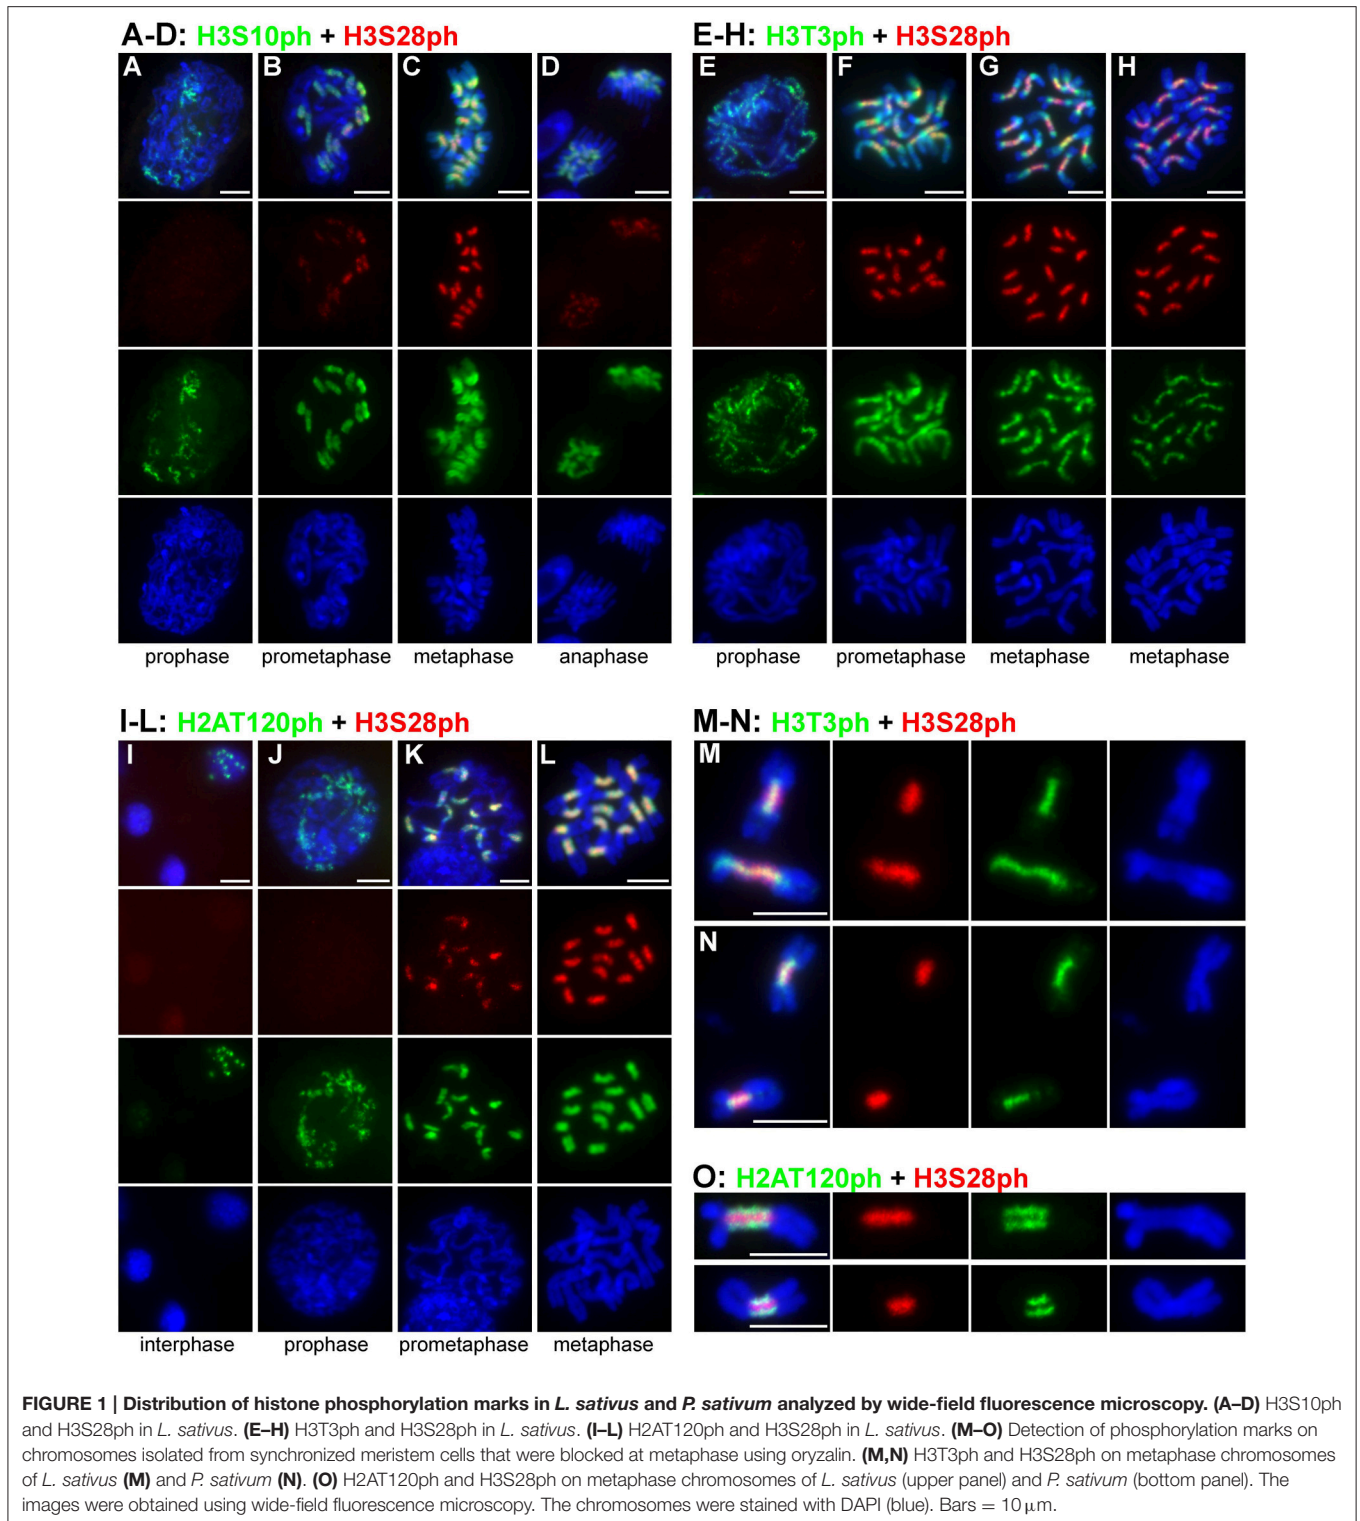 A-D: H3S10ph + H3S28ph
A B C D
prophase prometaphase metaphase anaphase
E-H: H3T3ph + H3S28ph
E F G H
prophase prometaphase metaphase metaphase
I-L: H2AT120ph + H3S28ph
I J K L
interphase prophase prometaphase metaphase
M-N: H3T3ph + H3S28ph
M
N
O: H2AT120ph + H3S28ph
FIGURE 1 | Distribution of histone phosphorylation marks in L. sativus and P. sativum analyzed by wide-field fluorescence microscopy. (A–D) H3S10ph
and H3S28ph in L. sativus. (E–H) H3T3ph and H3S28ph in L. sativus. (I–L) H2AT120ph and H3S28ph in L. sativus. (M–O) Detection of phosphorylation marks on
chromosomes isolated from synchronized meristem cells that were blocked at metaphase using oryzalin. (M,N) H3T3ph and H3S28ph on metaphase chromosomes
of L. sativus (M) and P. sativum (N). (O) H2AT120ph and H3S28ph on metaphase chromosomes of L. sativus (upper panel) and P. sativum (bottom panel). The
images were obtained using wide-field fluorescence microscopy. The chromosomes were stained with DAPI (blue). Bars = 10 μm.